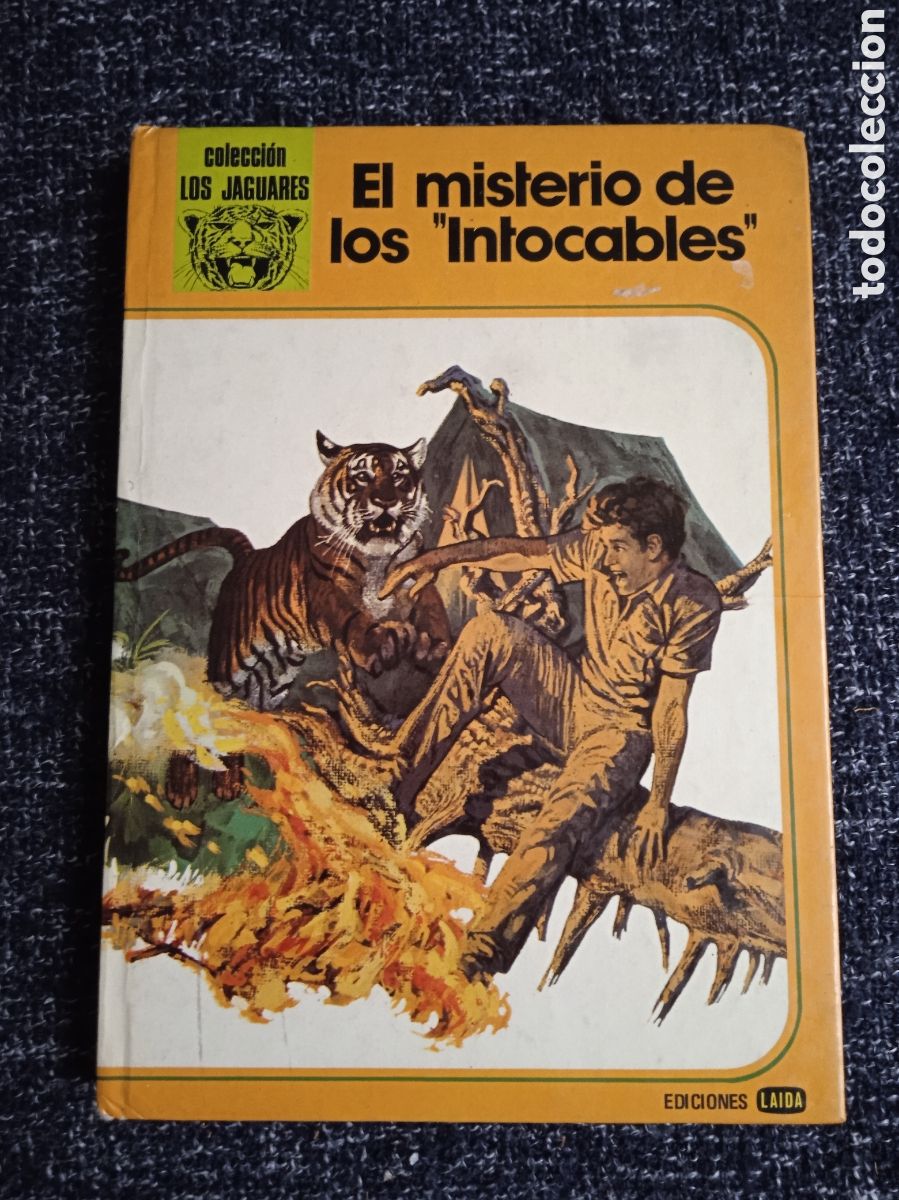 colección
LOS JAGUARES
El misterio de
los "Intocables"
EDICIONES LAIDA
todocoleccion